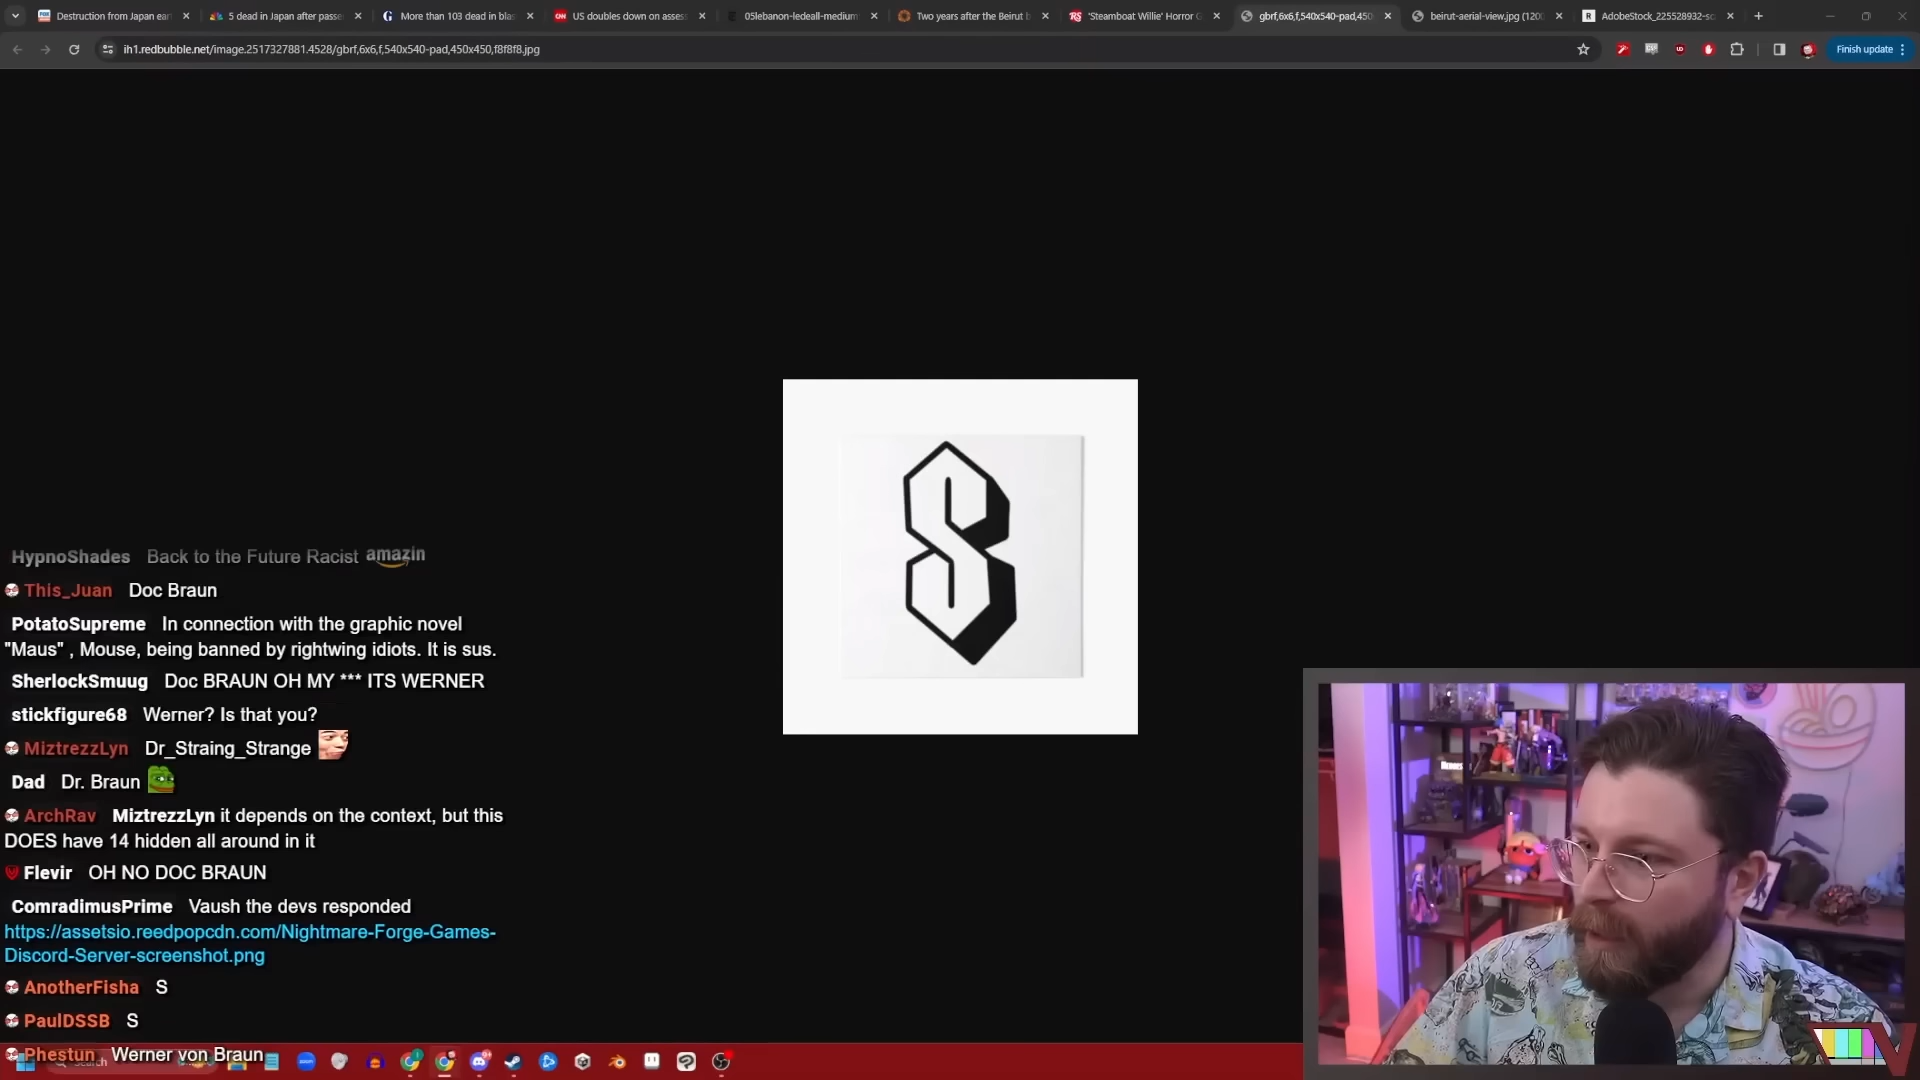 Destruction from Japan ear
5 dead in Japan after passe
More than 103 dead in blas
US doubles down on assess
05lebanon-ledeall-medium
Two years after the Beirut b
'Steamboat Willie' Horror G
gbrf,6x6,f,540x540-pad,450
beirut-aerial-view.jpg (120
AdobeStock_225528932-sc
ih1.redbubble.net/image.2517327881.4528/gbrf,6x6,f,540x540-pad,450x450,f8f8f8.jpg
Finish update
S
HypnoShades Back to the Future Racist amazin
This_Juan Doc Braun
PotatoSupreme In connection with the graphic novel
"Maus" , Mouse, being banned by rightwing idiots. It is sus.
SherlockSmuug Doc BRAUN OH MY *** ITS WERNER
stickfigure68 Werner? Is that you?
MiztrezzLyn Dr_Straing_Strange
Dad Dr. Braun
ArchRav MiztrezzLyn it depends on the context, but this
DOES have 14 hidden all around in it
Flevir OH NO DOC BRAUN
ComradimusPrime Vaush the devs responded
https://assetsio.reedpopcdn.com/Nightmare-Forge-Games-
Discord-Server-screenshot.png
AnotherFisha S
PaulDSSB S
Phestun Werner von Braun
Search